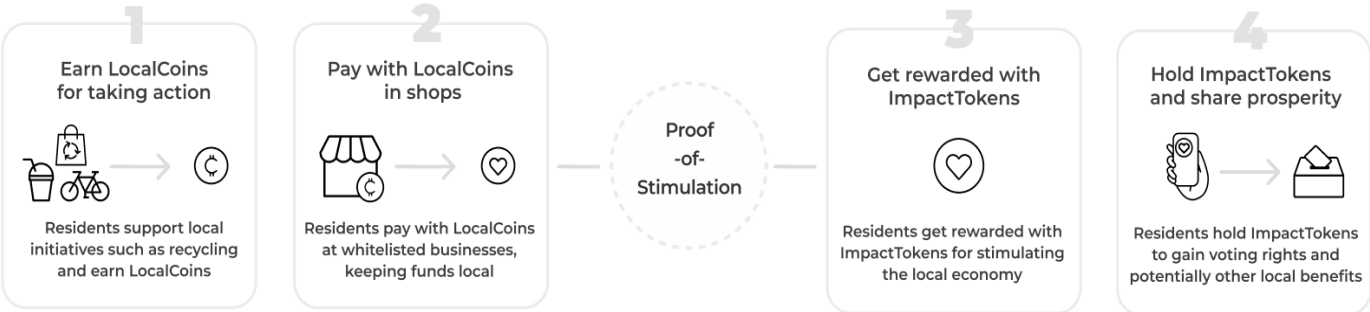 1
Earn LocalCoins
for taking action
Residents support local
initiatives such as recycling
and earn LocalCoins
2
Pay with LocalCoins
in shops
Residents pay with LocalCoins
at whitelisted businesses,
keeping funds local
Proof
-of-
Stimulation
3
Get rewarded with
ImpactTokens
Residents get rewarded with
ImpactTokens for stimulating
the local economy
4
Hold ImpactTokens
and share prosperity
Residents hold ImpactTokens
to gain voting rights and
potentially other local benefits